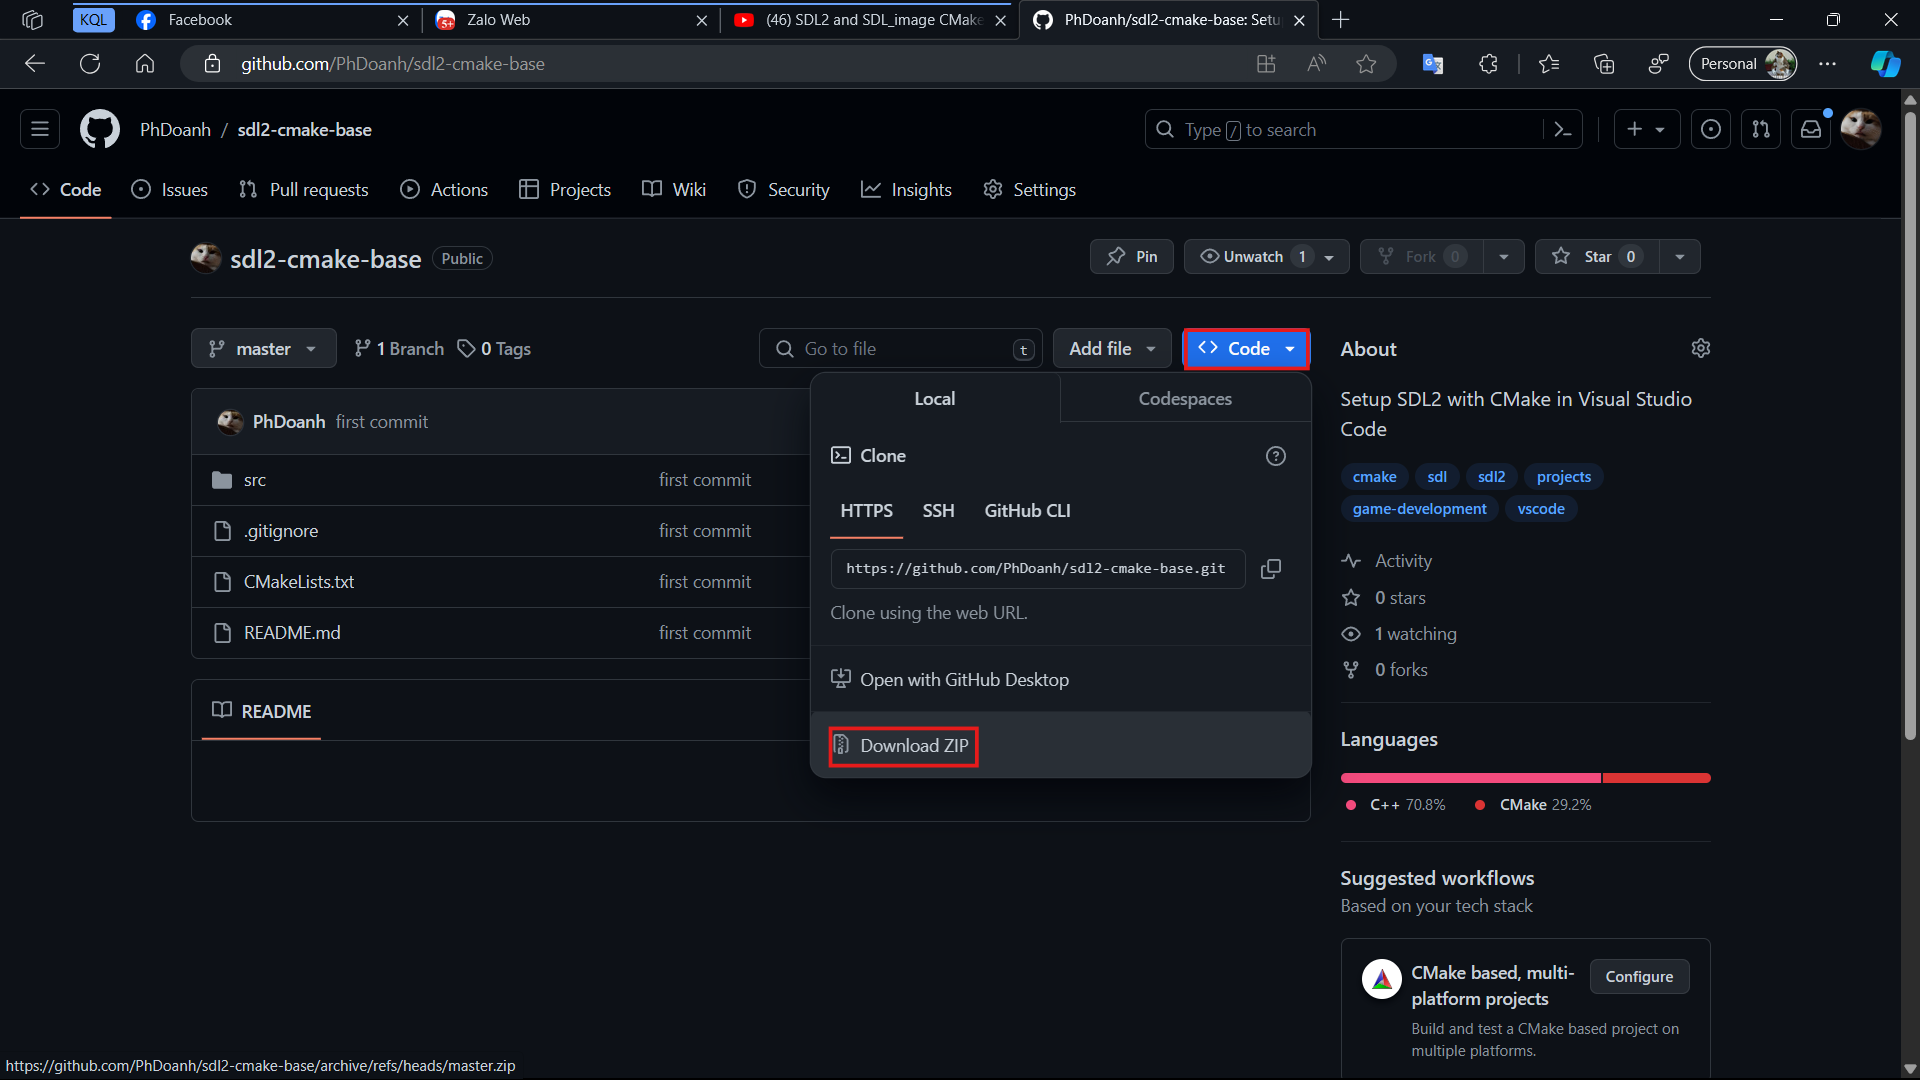 KQL
Facebook
Zalo Web
(46) SDL2 and SDL_image CMake
PhDoanh/sdl2-cmake-base: Setu
github.com/PhDoanh/sdl2-cmake-base
Personal
PhDoanh / sdl2-cmake-base
Type / to search
Code
Issues
Pull requests
Actions
Projects
Wiki
Security
Insights
Settings
sdl2-cmake-base
Public
Pin
Unwatch 1
Fork 0
Star 0
master
1 Branch
0 Tags
Go to file
t
Add file
Code
PhDoanh first commit
src
first commit
.gitignore
first commit
CMakeLists.txt
first commit
README.md
first commit
README
Local
Codespaces
Clone
HTTPS
SSH
GitHub CLI
https://github.com/PhDoanh/sdl2-cmake-base.git
Clone using the web URL.
Open with GitHub Desktop
Download ZIP
About
Setup SDL2 with CMake in Visual Studio
Code
cmake
sdl
sdl2
projects
game-development
vscode
Activity
0 stars
1 watching
0 forks
Languages
C++ 70.8%
CMake 29.2%
Suggested workflows
Based on your tech stack
CMake based, multi-
platform projects
Configure
Build and test a CMake based project on
multiple platforms.
https://github.com/PhDoanh/sdl2-cmake-base/archive/refs/heads/master.zip